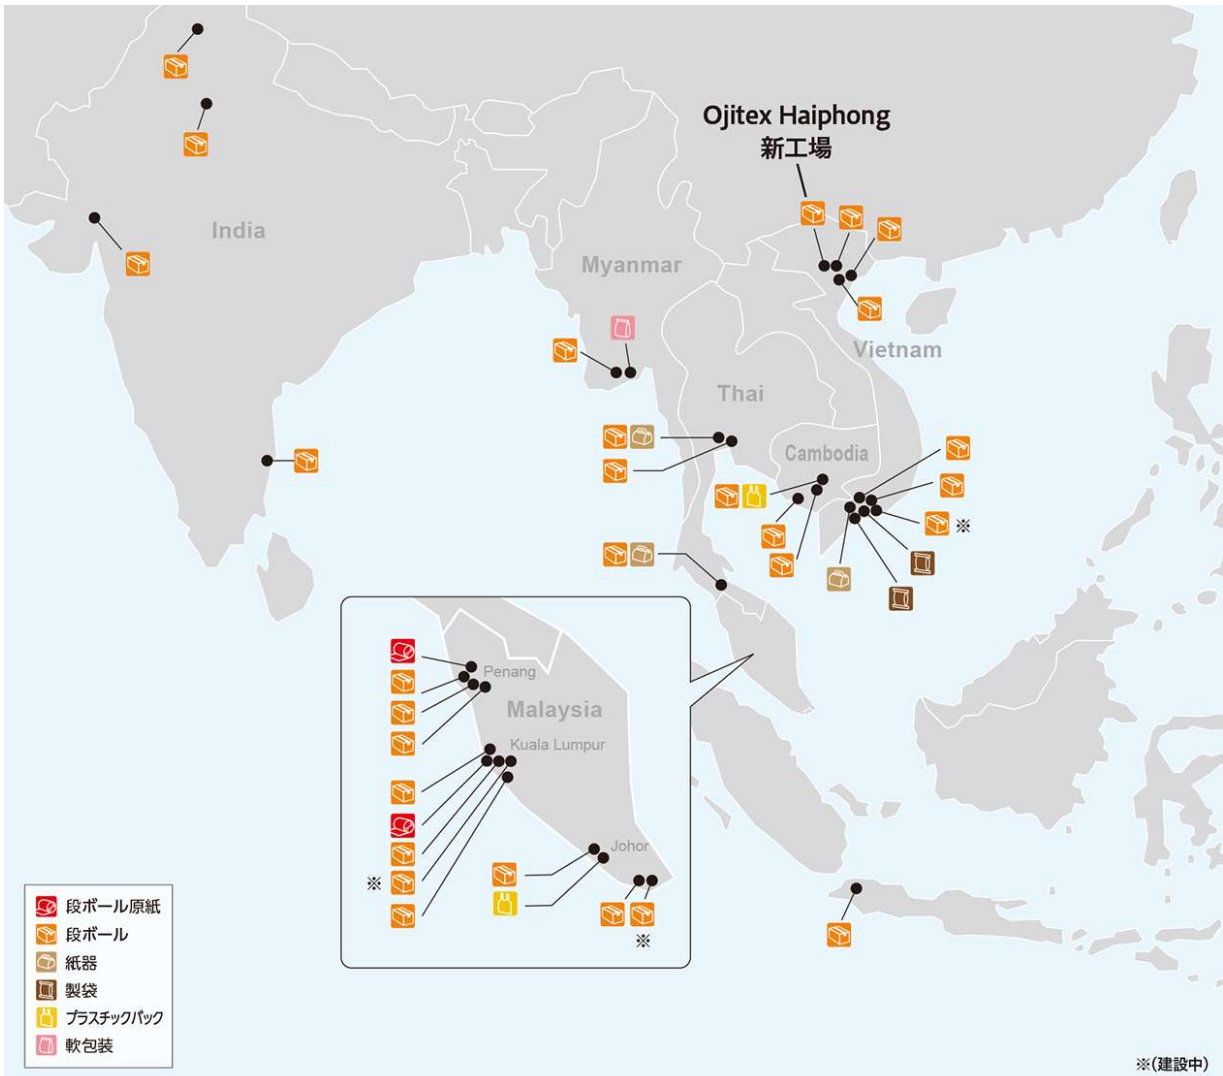 Ojitex Haiphong
新工場
India
Myanmar
Vietnam
Thai
Cambodia
※
Penang
Malaysia
Kuala Lumpur
Johor
※
※
段ボール原紙
段ボール
紙器
製袋
プラスチックパック
軟包装
※(建設中)